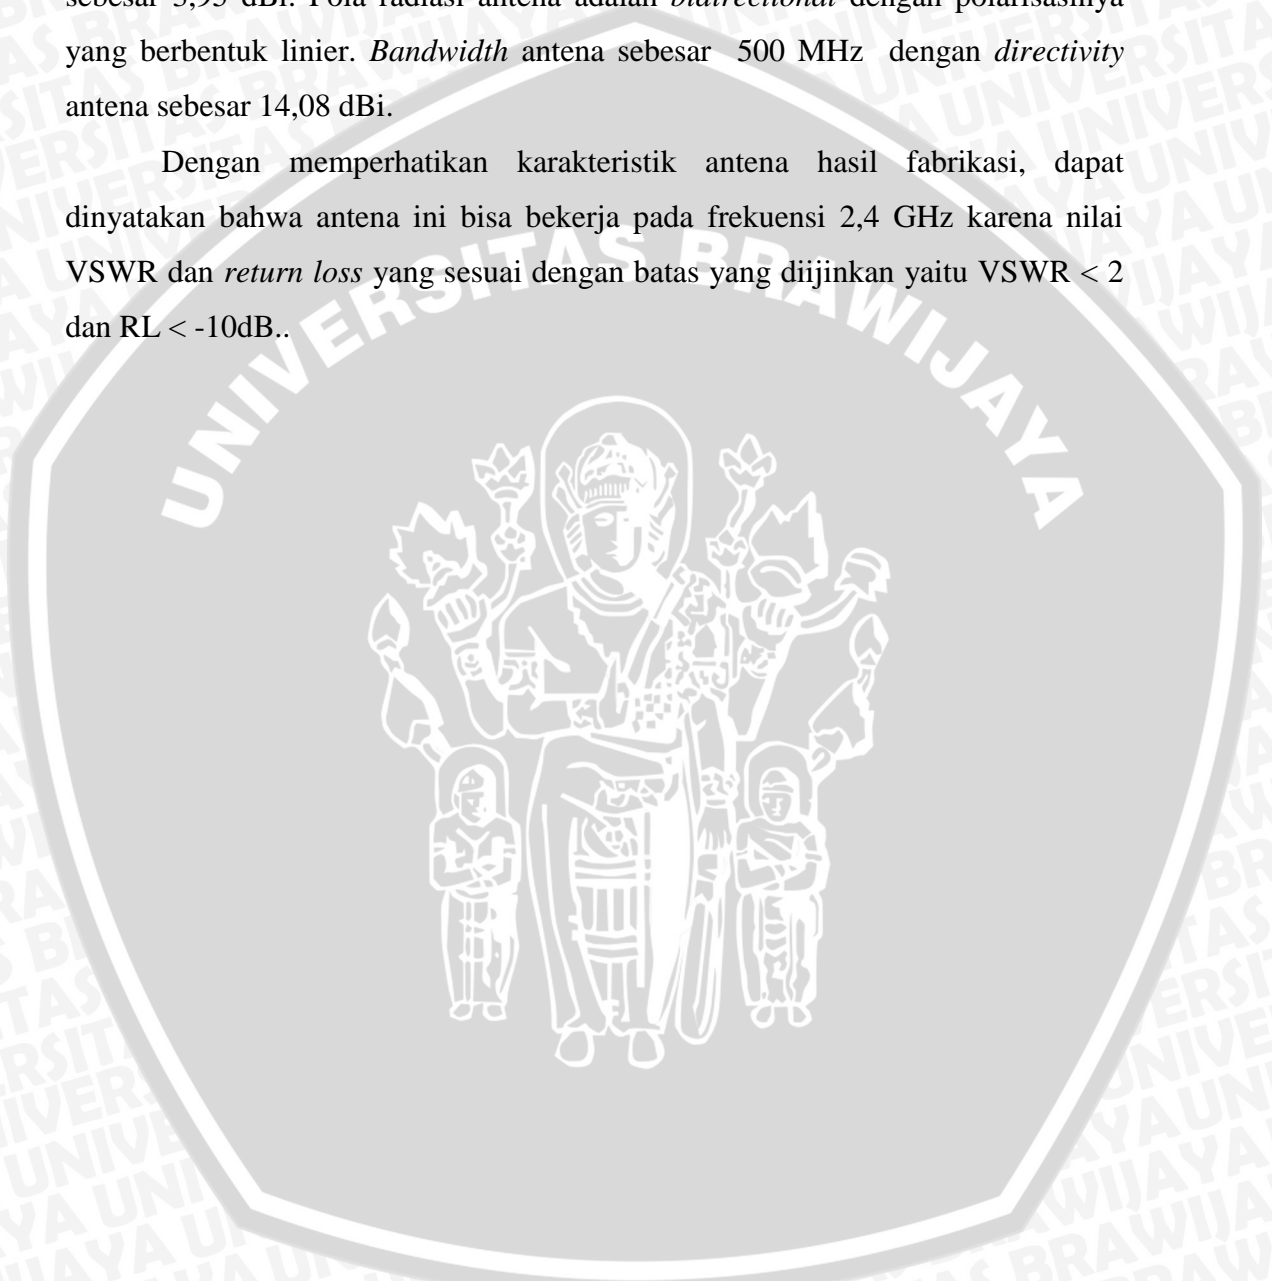 sebesar 3,95 dBi. Pola radiasi antena adalah bidirectional dengan polarisasinya
yang berbentuk linier. Bandwidth antena sebesar 500 MHz dengan directivity
antena sebesar 14,08 dBi.
Dengan memperhatikan karakteristik antena hasil fabrikasi, dapat
dinyatakan bahwa antena ini bisa bekerja pada frekuensi 2,4 GHz karena nilai
VSWR dan return loss yang sesuai dengan batas yang diijinkan yaitu VSWR < 2
dan RL < -10dB..
UNIVERSITAS BRAWIJAYA